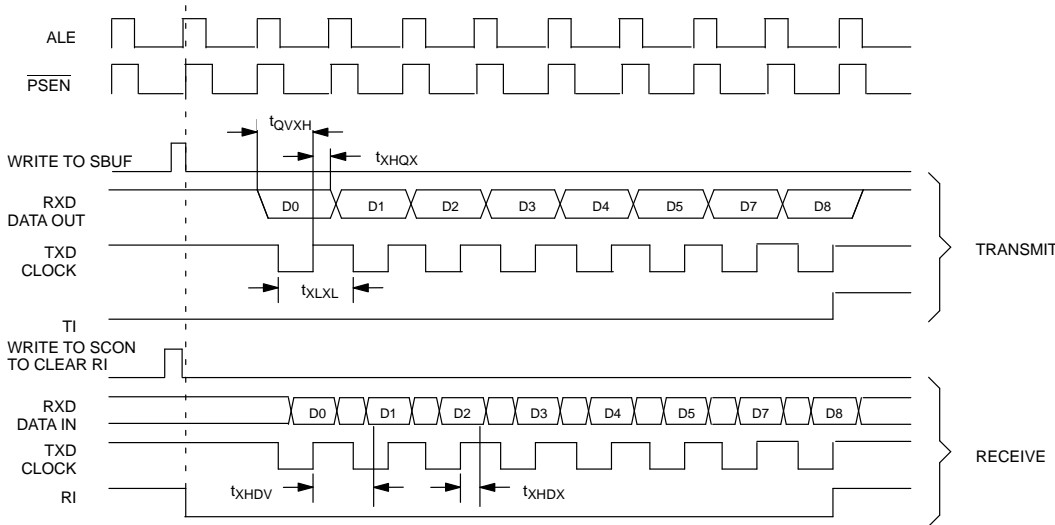 ALE
PSEN
tQVXH
tXHQX
WRITE TO SBUF
RXD
DATA OUT
D0 D1 D2 D3 D4 D5 D7 D8
TXD
CLOCK
TRANSMIT
tXLXL
TI
WRITE TO SCON
TO CLEAR RI
RXD
DATA IN
D0 D1 D2 D3 D4 D5 D7 D8
TXD
CLOCK
RECEIVE
tXHDV
tXHDX
RI